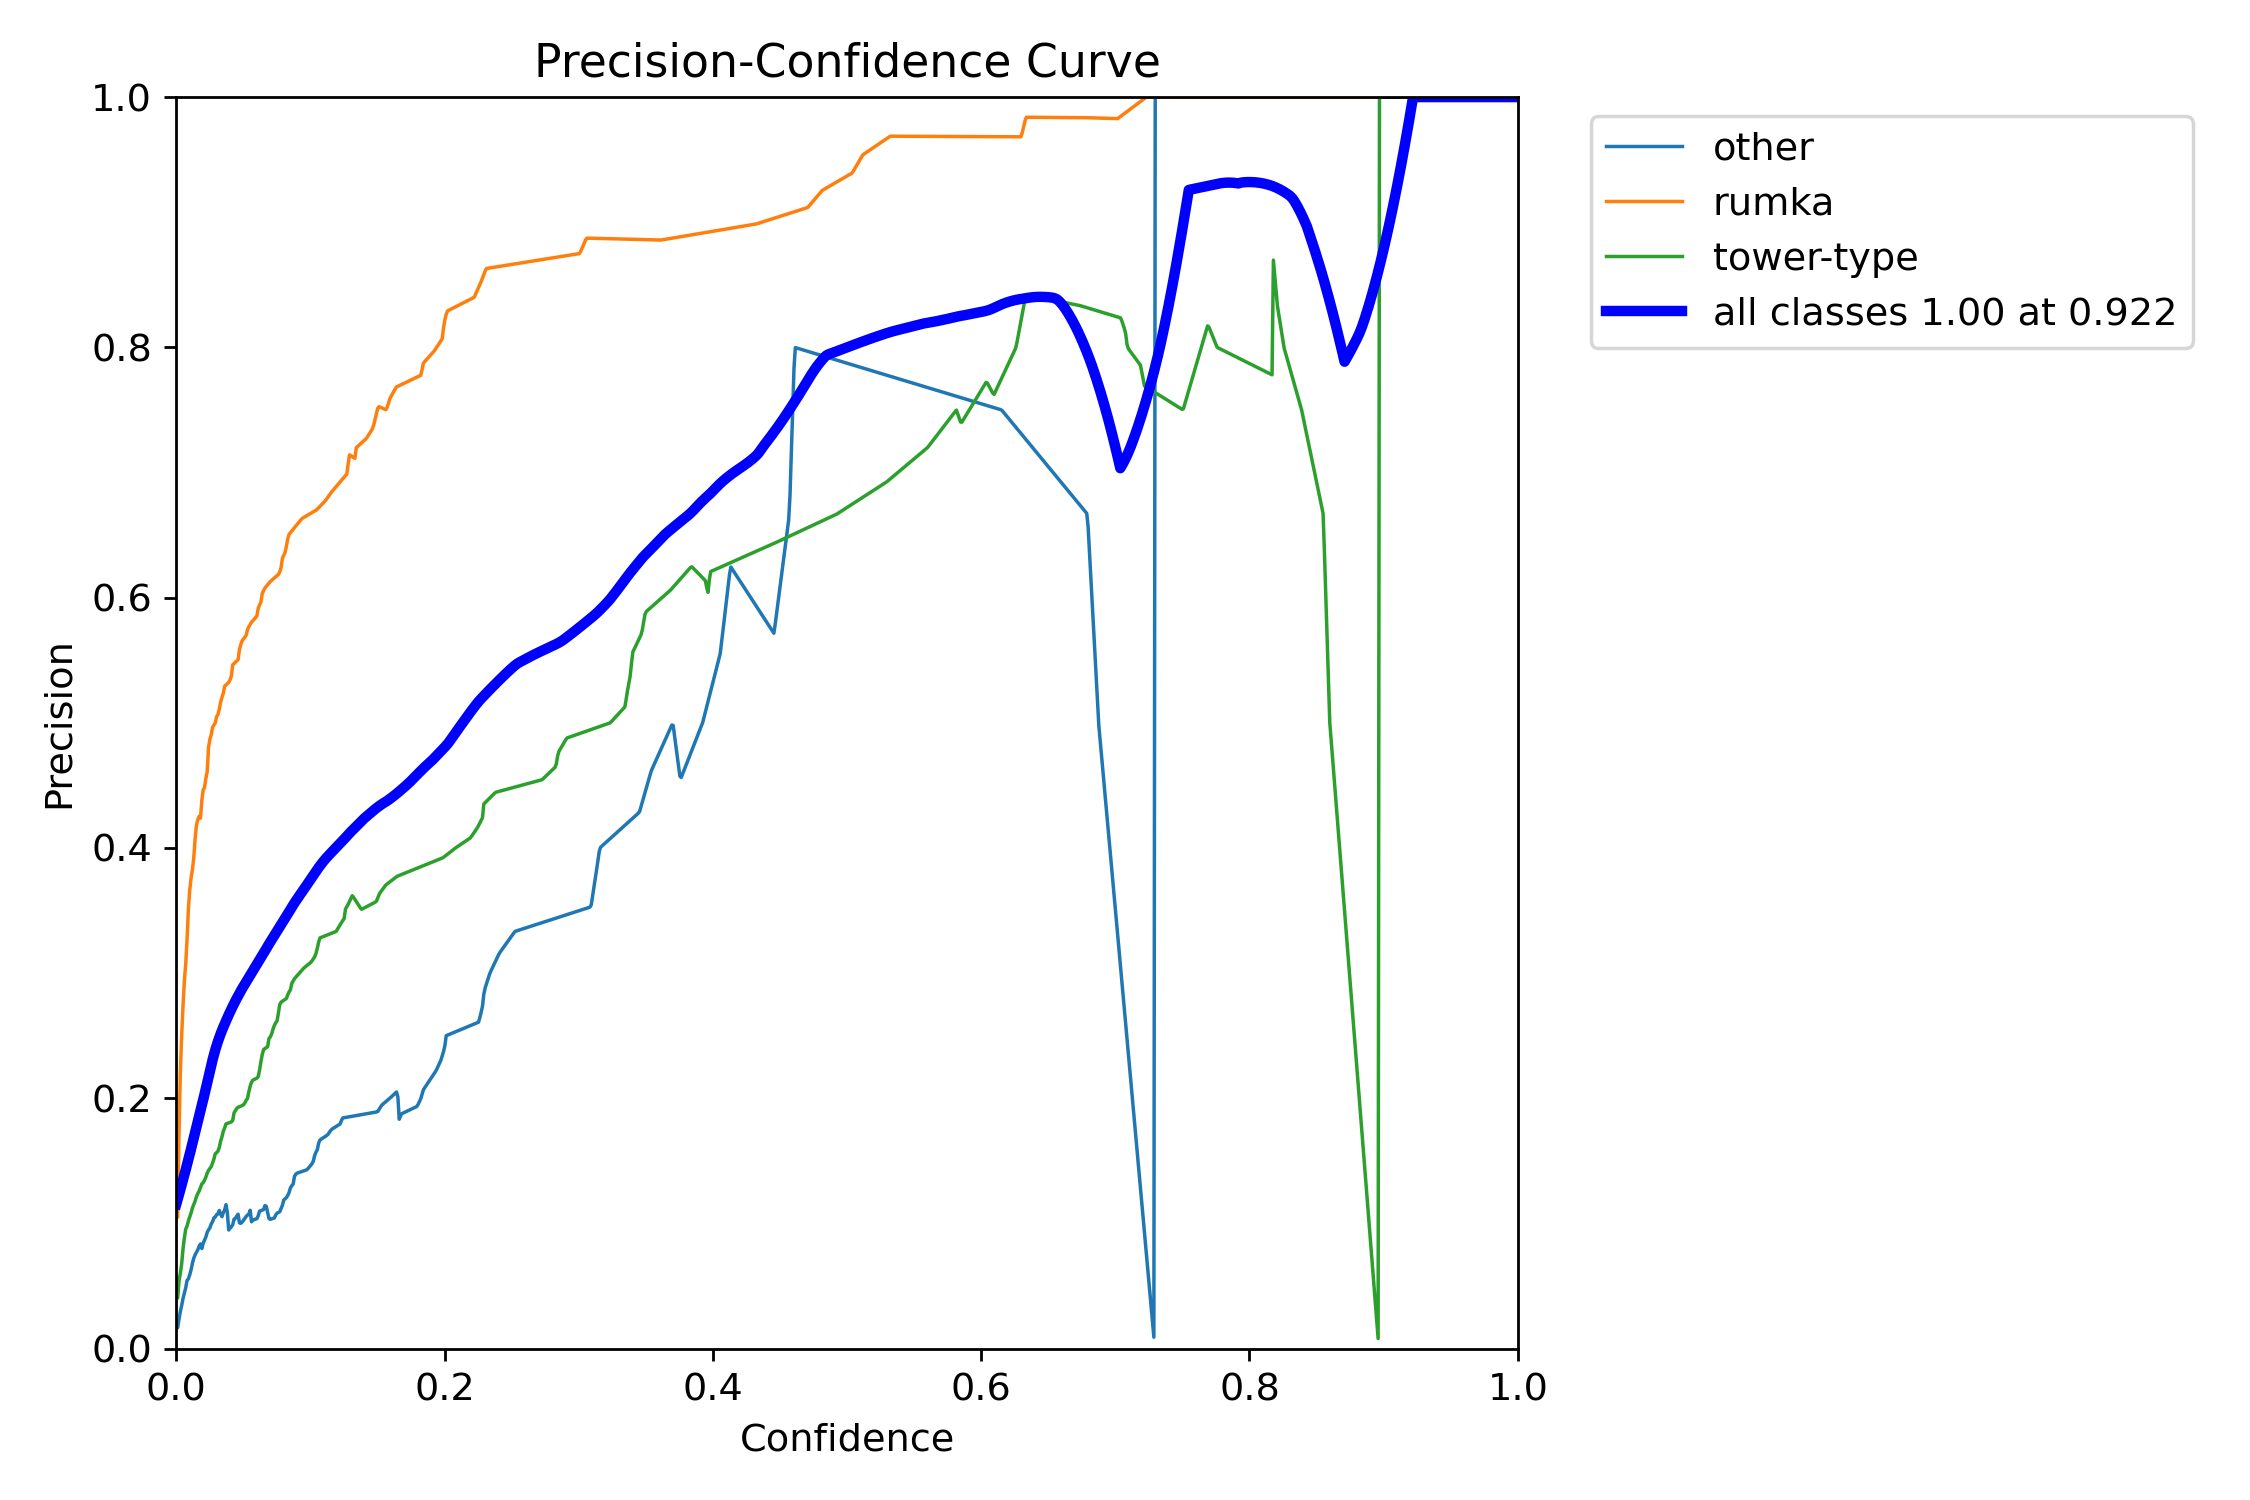 Precision-Confidence Curve
1.0
0.8
0.6
0.4
0.2
0.0
Precision
0.0 0.2 0.4 0.6 0.8 1.0
Confidence
other
rumka
tower-type
all classes 1.00 at 0.922